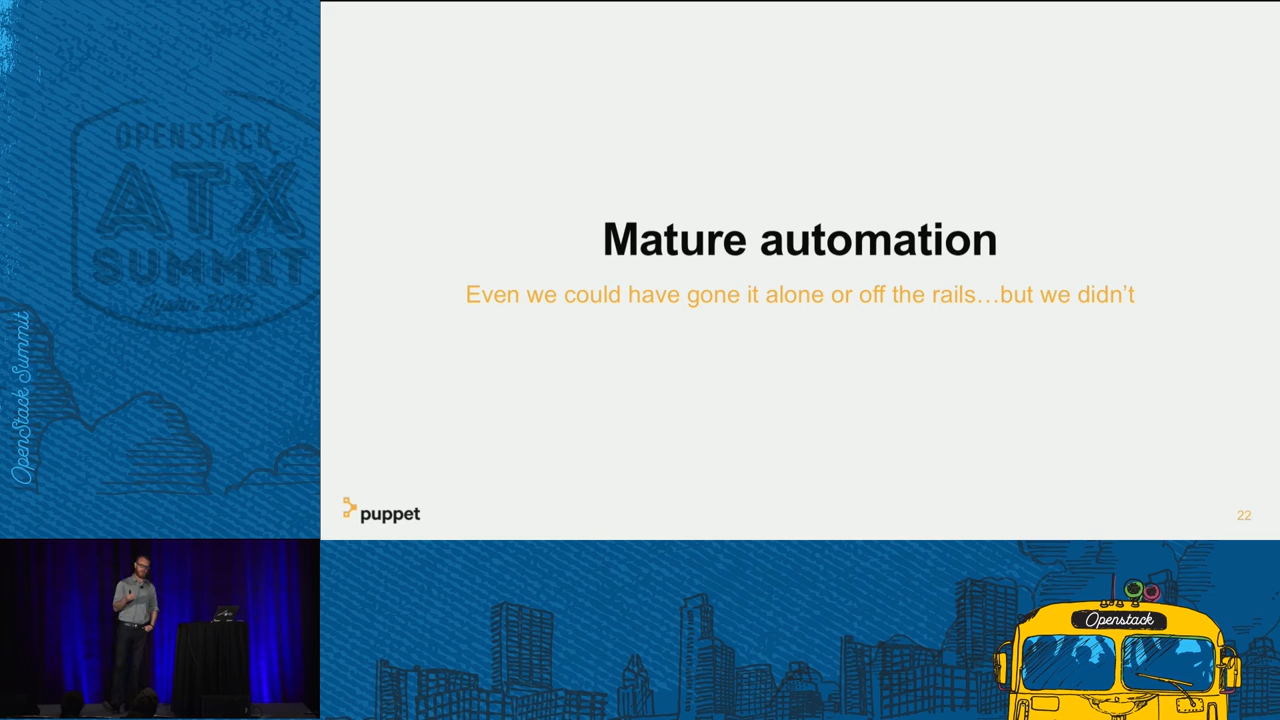 OPENSTACK
ATX
SUMMIT
Austin 2016
OpenStack Summit
Mature automation
Even we could have gone it alone or off the rails…but we didn’t
puppet
22
Openstack